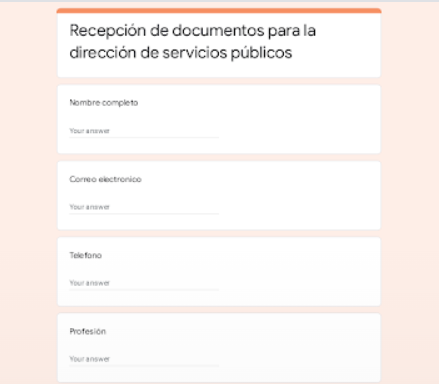 Recepción de documentos para la
dirección de servicios públicos
Nombre completo
Your answer
Correo electronico
Your answer
Telefono
Your answer
Profesión
Your answer